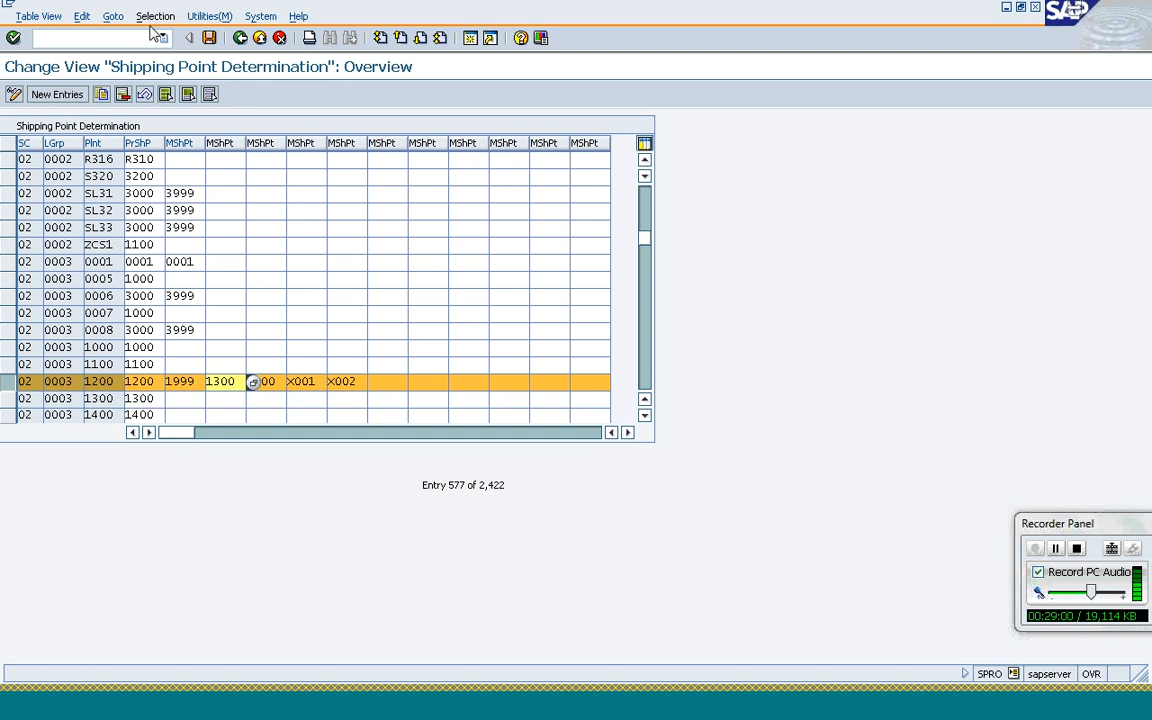 Table View Edit Goto Selection Utilities(M) System Help
SAP
Change View "Shipping Point Determination": Overview
New Entries
Shipping Point Determination
SC LGrp Plnt PrShP MShPt MShPt MShPt MShPt MShPt MShPt MShPt MShPt MShPt MShPt MShPt
02 0002 R316 R310
02 0002 S320 3200
02 0002 SL31 3000 3999
02 0002 SL32 3000 3999
02 0002 SL33 3000 3999
02 0002 ZCS1 1100
02 0003 0001 0001 0001
02 0003 0005 1000
02 0003 0006 3000 3999
02 0003 0007 1000
02 0003 0008 3000 3999
02 0003 1000 1000
02 0003 1100 1100
02 0003 1200 1200 1999 1300 00 X001 X002
02 0003 1300 1300
02 0003 1400 1400
Entry 577 of 2,422
Recorder Panel
Record PC Audio
00:29:00 / 19,114 KB
SPRO sapserver OVR